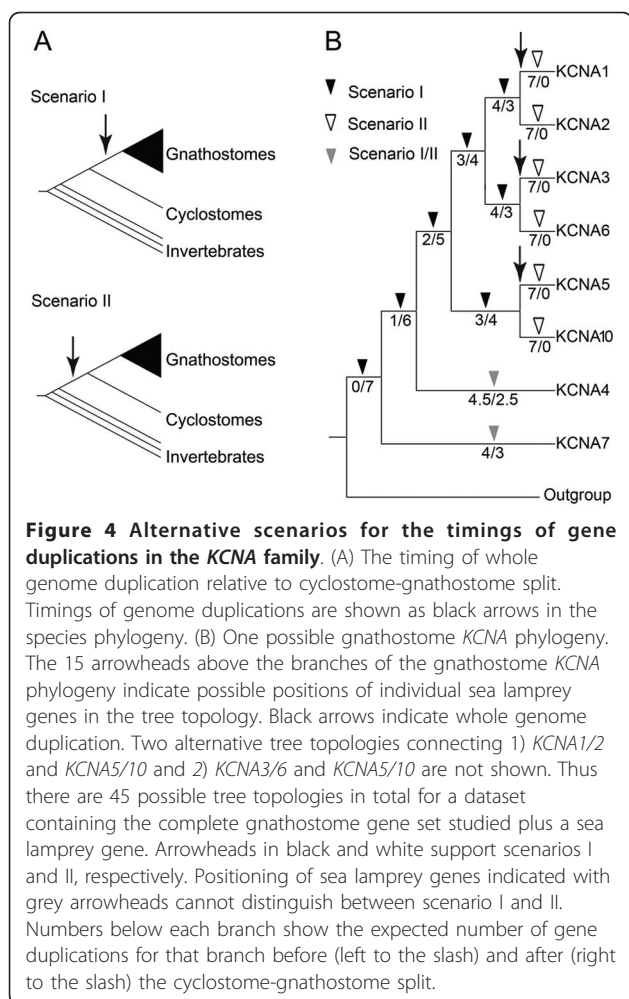 A
Scenario I
Gnathostomes
Cyclostomes
Invertebrates
Scenario II
Gnathostomes
Cyclostomes
Invertebrates
B
Scenario I
Scenario II
Scenario I/II
7/0
KCNA1
4/3
7/0
KCNA2
3/4
7/0
KCNA3
4/3
7/0
KCNA6
2/5
7/0
KCNA5
3/4
7/0
KCNA10
1/6
4.5/2.5
KCNA4
0/7
4/3
KCNA7
Outgroup
Figure 4 Alternative scenarios for the timings of gene
duplications in the KCNA family. (A) The timing of whole
genome duplication relative to cyclostome-gnathostome split.
Timings of genome duplications are shown as black arrows in the
species phylogeny. (B) One possible gnathostome KCNA phylogeny.
The 15 arrowheads above the branches of the gnathostome KCNA
phylogeny indicate possible positions of individual sea lamprey
genes in the tree topology. Black arrows indicate whole genome
duplication. Two alternative tree topologies connecting 1) KCNA1/2
and KCNA5/10 and 2) KCNA3/6 and KCNA5/10 are not shown. Thus
there are 45 possible tree topologies in total for a dataset
containing the complete gnathostome gene set studied plus a sea
lamprey gene. Arrowheads in black and white support scenarios I
and II, respectively. Positioning of sea lamprey genes indicated with
grey arrowheads cannot distinguish between scenario I and II.
Numbers below each branch show the expected number of gene
duplications for that branch before (left to the slash) and after (right
to the slash) the cyclostome-gnathostome split.